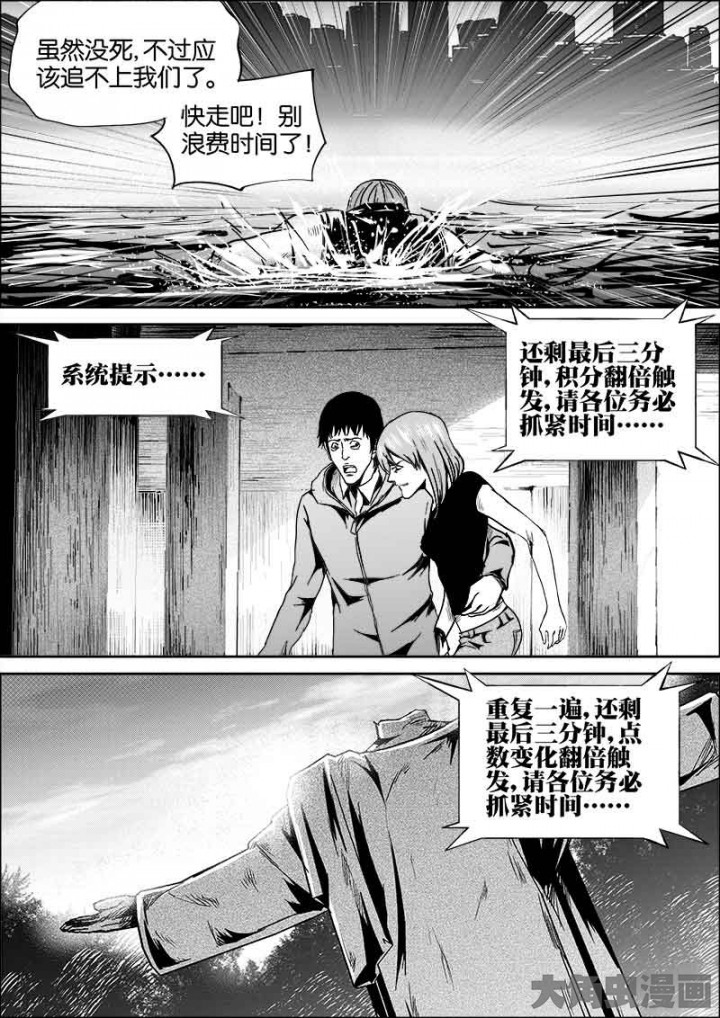 虽然没死,不过应
该追不上我们了。
快走吧！别
浪费时间了！
系统提示……
还剩最后三分
钟,积分翻倍触
发,请各位务必
抓紧时间……
重复一遍,还剩
最后三分钟,点
数变化翻倍触
发,请各位务必
抓紧时间……
大角虫漫画